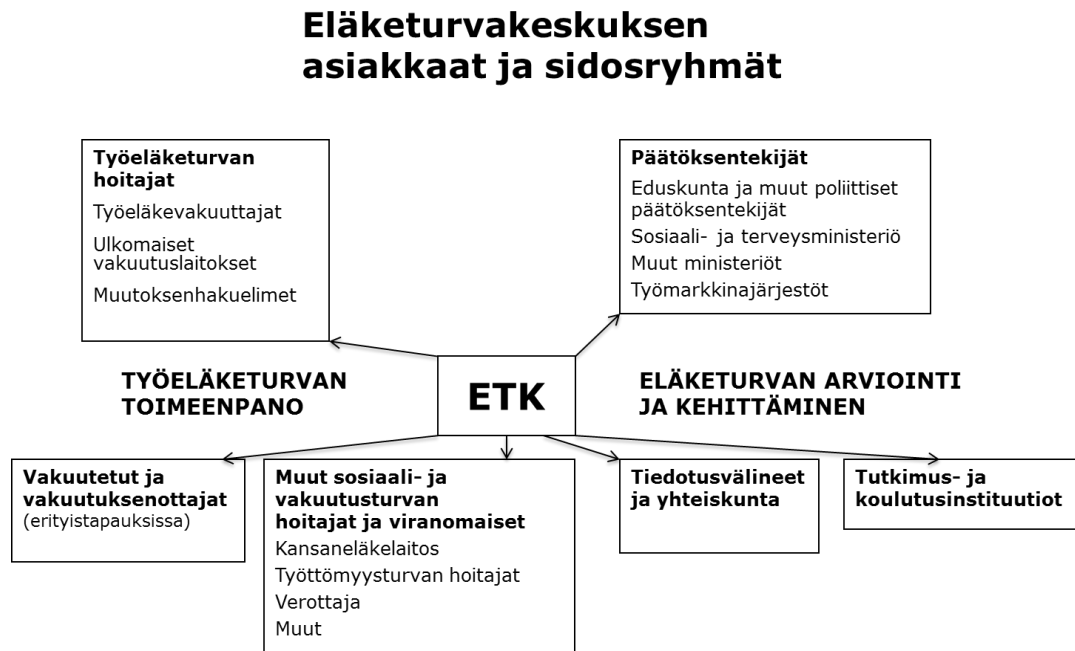 Eläketurvakeskuksen
asiakkaat ja sidosryhmät
Työeläketurvan
hoitajat
Työeläkevakuuttajat
Ulkomaiset
vakuutuslaitokset
Muutoksenhakuelimet
Päätöksentekijät
Eduskunta ja muut poliittiset
päätöksentekijät
Sosiaali- ja terveysministeriö
Muut ministeriöt
Työmarkkinajärjestöt
TYÖELÄKETURVAN
TOIMEENPANO
ETK
ELÄKETURVAN ARVIOINTI
JA KEHITTÄMINEN
Vakuutetut ja
vakuutuksenottajat
(erityistapauksissa)
Muut sosiaali- ja
vakuutusturvan
hoitajat ja viranomaiset
Kansaneläkelaitos
Työttömyysturvan hoitajat
Verottaja
Muut
Tiedotusvälineet
ja yhteiskunta
Tutkimus- ja
koulutusinstituutiot